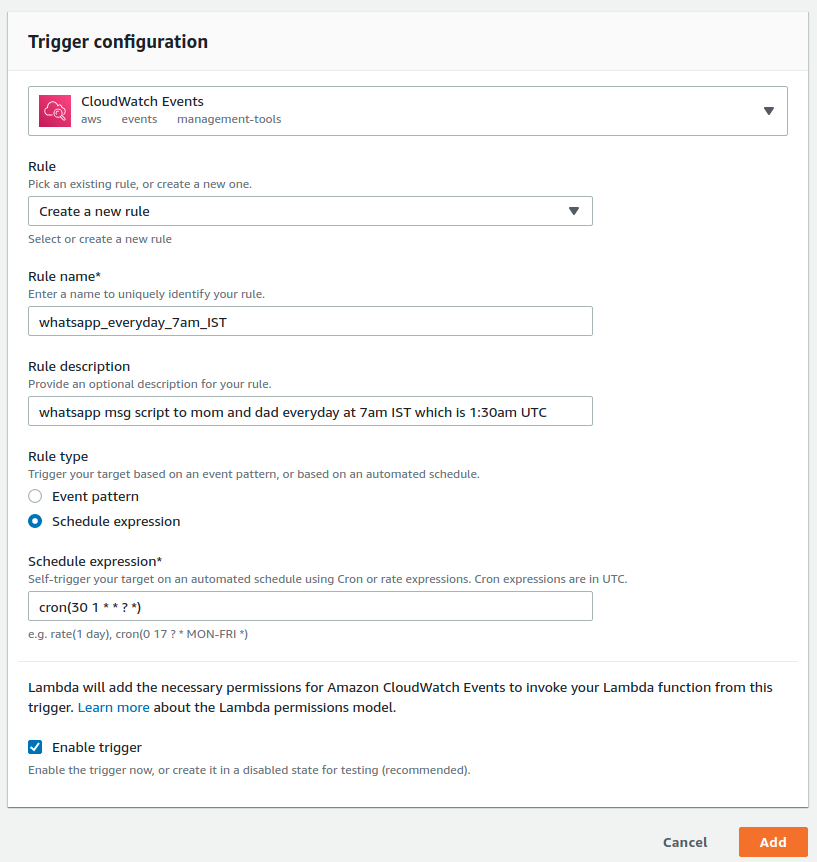 Trigger configuration
CloudWatch Events
aws events management-tools
Rule
Pick an existing rule, or create a new one.
Create a new rule
Select or create a new rule
Rule name*
Enter a name to uniquely identify your rule.
whatsapp_everyday_7am_IST
Rule description
Provide an optional description for your rule.
whatsapp msg script to mom and dad everyday at 7am IST which is 1:30am UTC
Rule type
Trigger your target based on an event pattern, or based on an automated schedule.
Event pattern
Schedule expression
Schedule expression*
Self-trigger your target on an automated schedule using Cron or rate expressions. Cron expressions are in UTC.
cron(30 1 * * ? *)
e.g. rate(1 day), cron(0 17 ? * MON-FRI *)
Lambda will add the necessary permissions for Amazon CloudWatch Events to invoke your Lambda function from this
trigger. Learn more about the Lambda permissions model.
Enable trigger
Enable the trigger now, or create it in a disabled state for testing (recommended).
Cancel Add